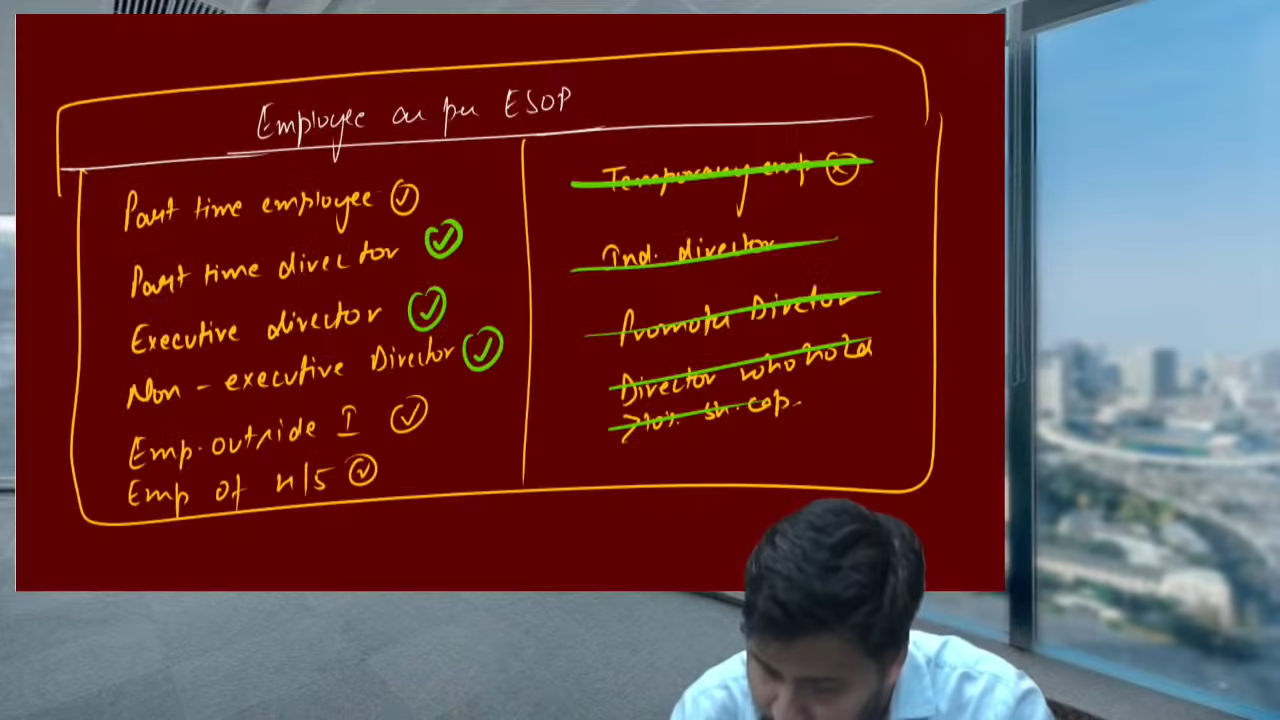 Employee as per ESOP
Part time employee
Part time director
Executive director
Non-executive Director
Emp. outside I
Emp of H/S
Temporary emp
Ind. director
Promoter Director
Director who hold
>10% sh. cap.